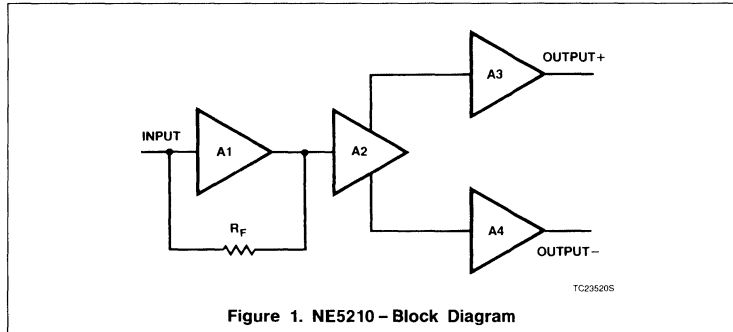 A3
OUTPUT+
INPUT
A1
A2
RF
A4
OUTPUT−
TC23520S
Figure 1. NE5210 – Block Diagram